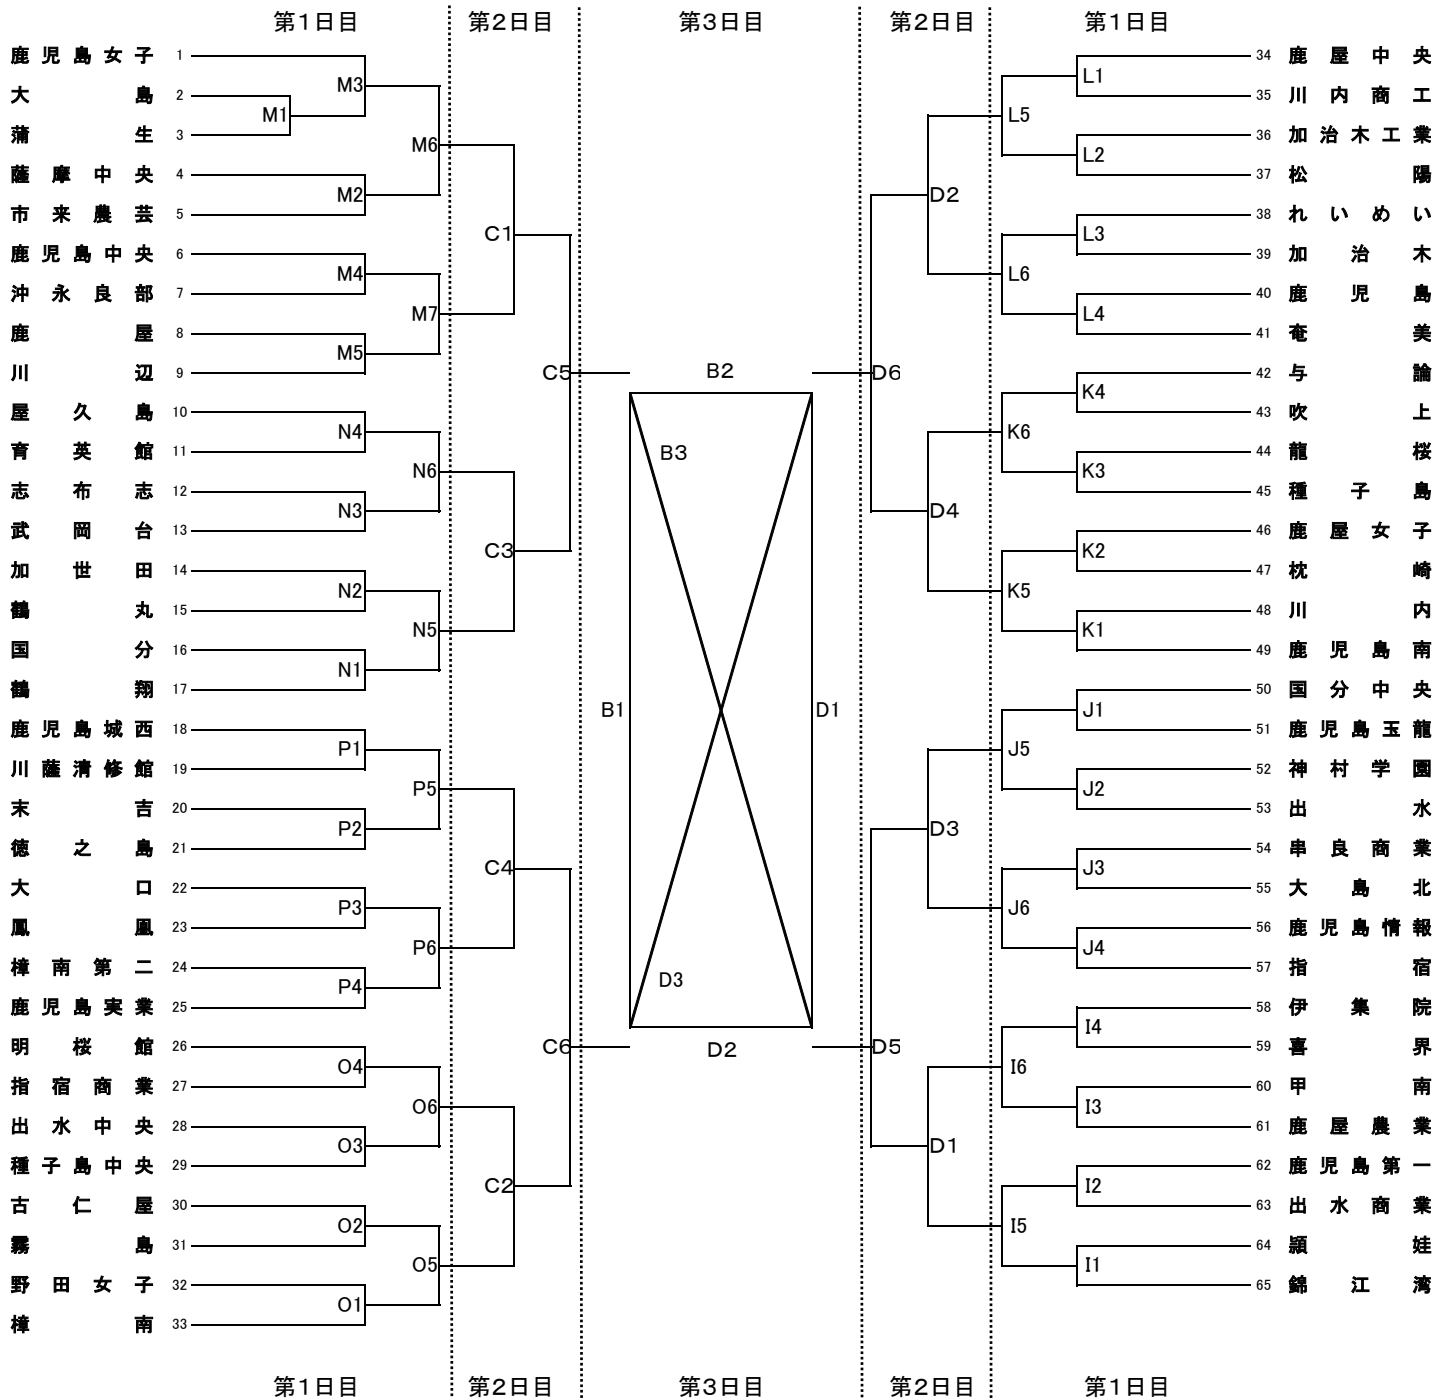 第1日目 第2日目 第3日目 第2日目 第1日目
鹿児島女子 1
大島 2
蒲生 3
薩摩中央 4
市来農芸 5
鹿児島中央 6
沖永良部 7
鹿屋 8
川辺 9
屋久島 10
育英館 11
志布志 12
武岡台 13
加世田 14
鶴丸 15
国分 16
鶴翔 17
鹿児島城西 18
川薩清修館 19
末吉 20
徳之島 21
大口 22
鳳凰 23
樟南第二 24
鹿児島実業 25
明桜館 26
指宿商業 27
出水中央 28
種子島中央 29
古仁屋 30
霧島 31
野田女子 32
樟南 33
M3
M1
M6
M2
C1
M4
M7
M5
C5
N4
N6
N3
C3
N2
N5
N1
P1
P5
P2
C4
P3
P6
P4
C6
O4
O6
O3
C2
O2
O5
O1
B2
B3
B1
D1
D3
D2
L1
L5
L2
D2
L3
L6
L4
D6
K4
K6
K3
D4
K2
K5
K1
J1
J5
J2
D3
J3
J6
J4
D5
I4
I6
I3
D1
I2
I5
I1
34 鹿屋中央
35 川内商工
36 加治木工業
37 松陽
38 れいめい
39 加治木
40 鹿児島
41 奄美
42 与論
43 吹上
44 龍桜
45 種子島
46 鹿屋女子
47 枕崎
48 川内
49 鹿児島南
50 国分中央
51 鹿児島玉龍
52 神村学園
53 出水
54 串良商業
55 大島北
56 鹿児島情報
57 指宿
58 伊集院
59 喜界
60 甲南
61 鹿屋農業
62 鹿児島第一
63 出水商業
64 頴娃
65 錦江湾
第1日目 第2日目 第3日目 第2日目 第1日目